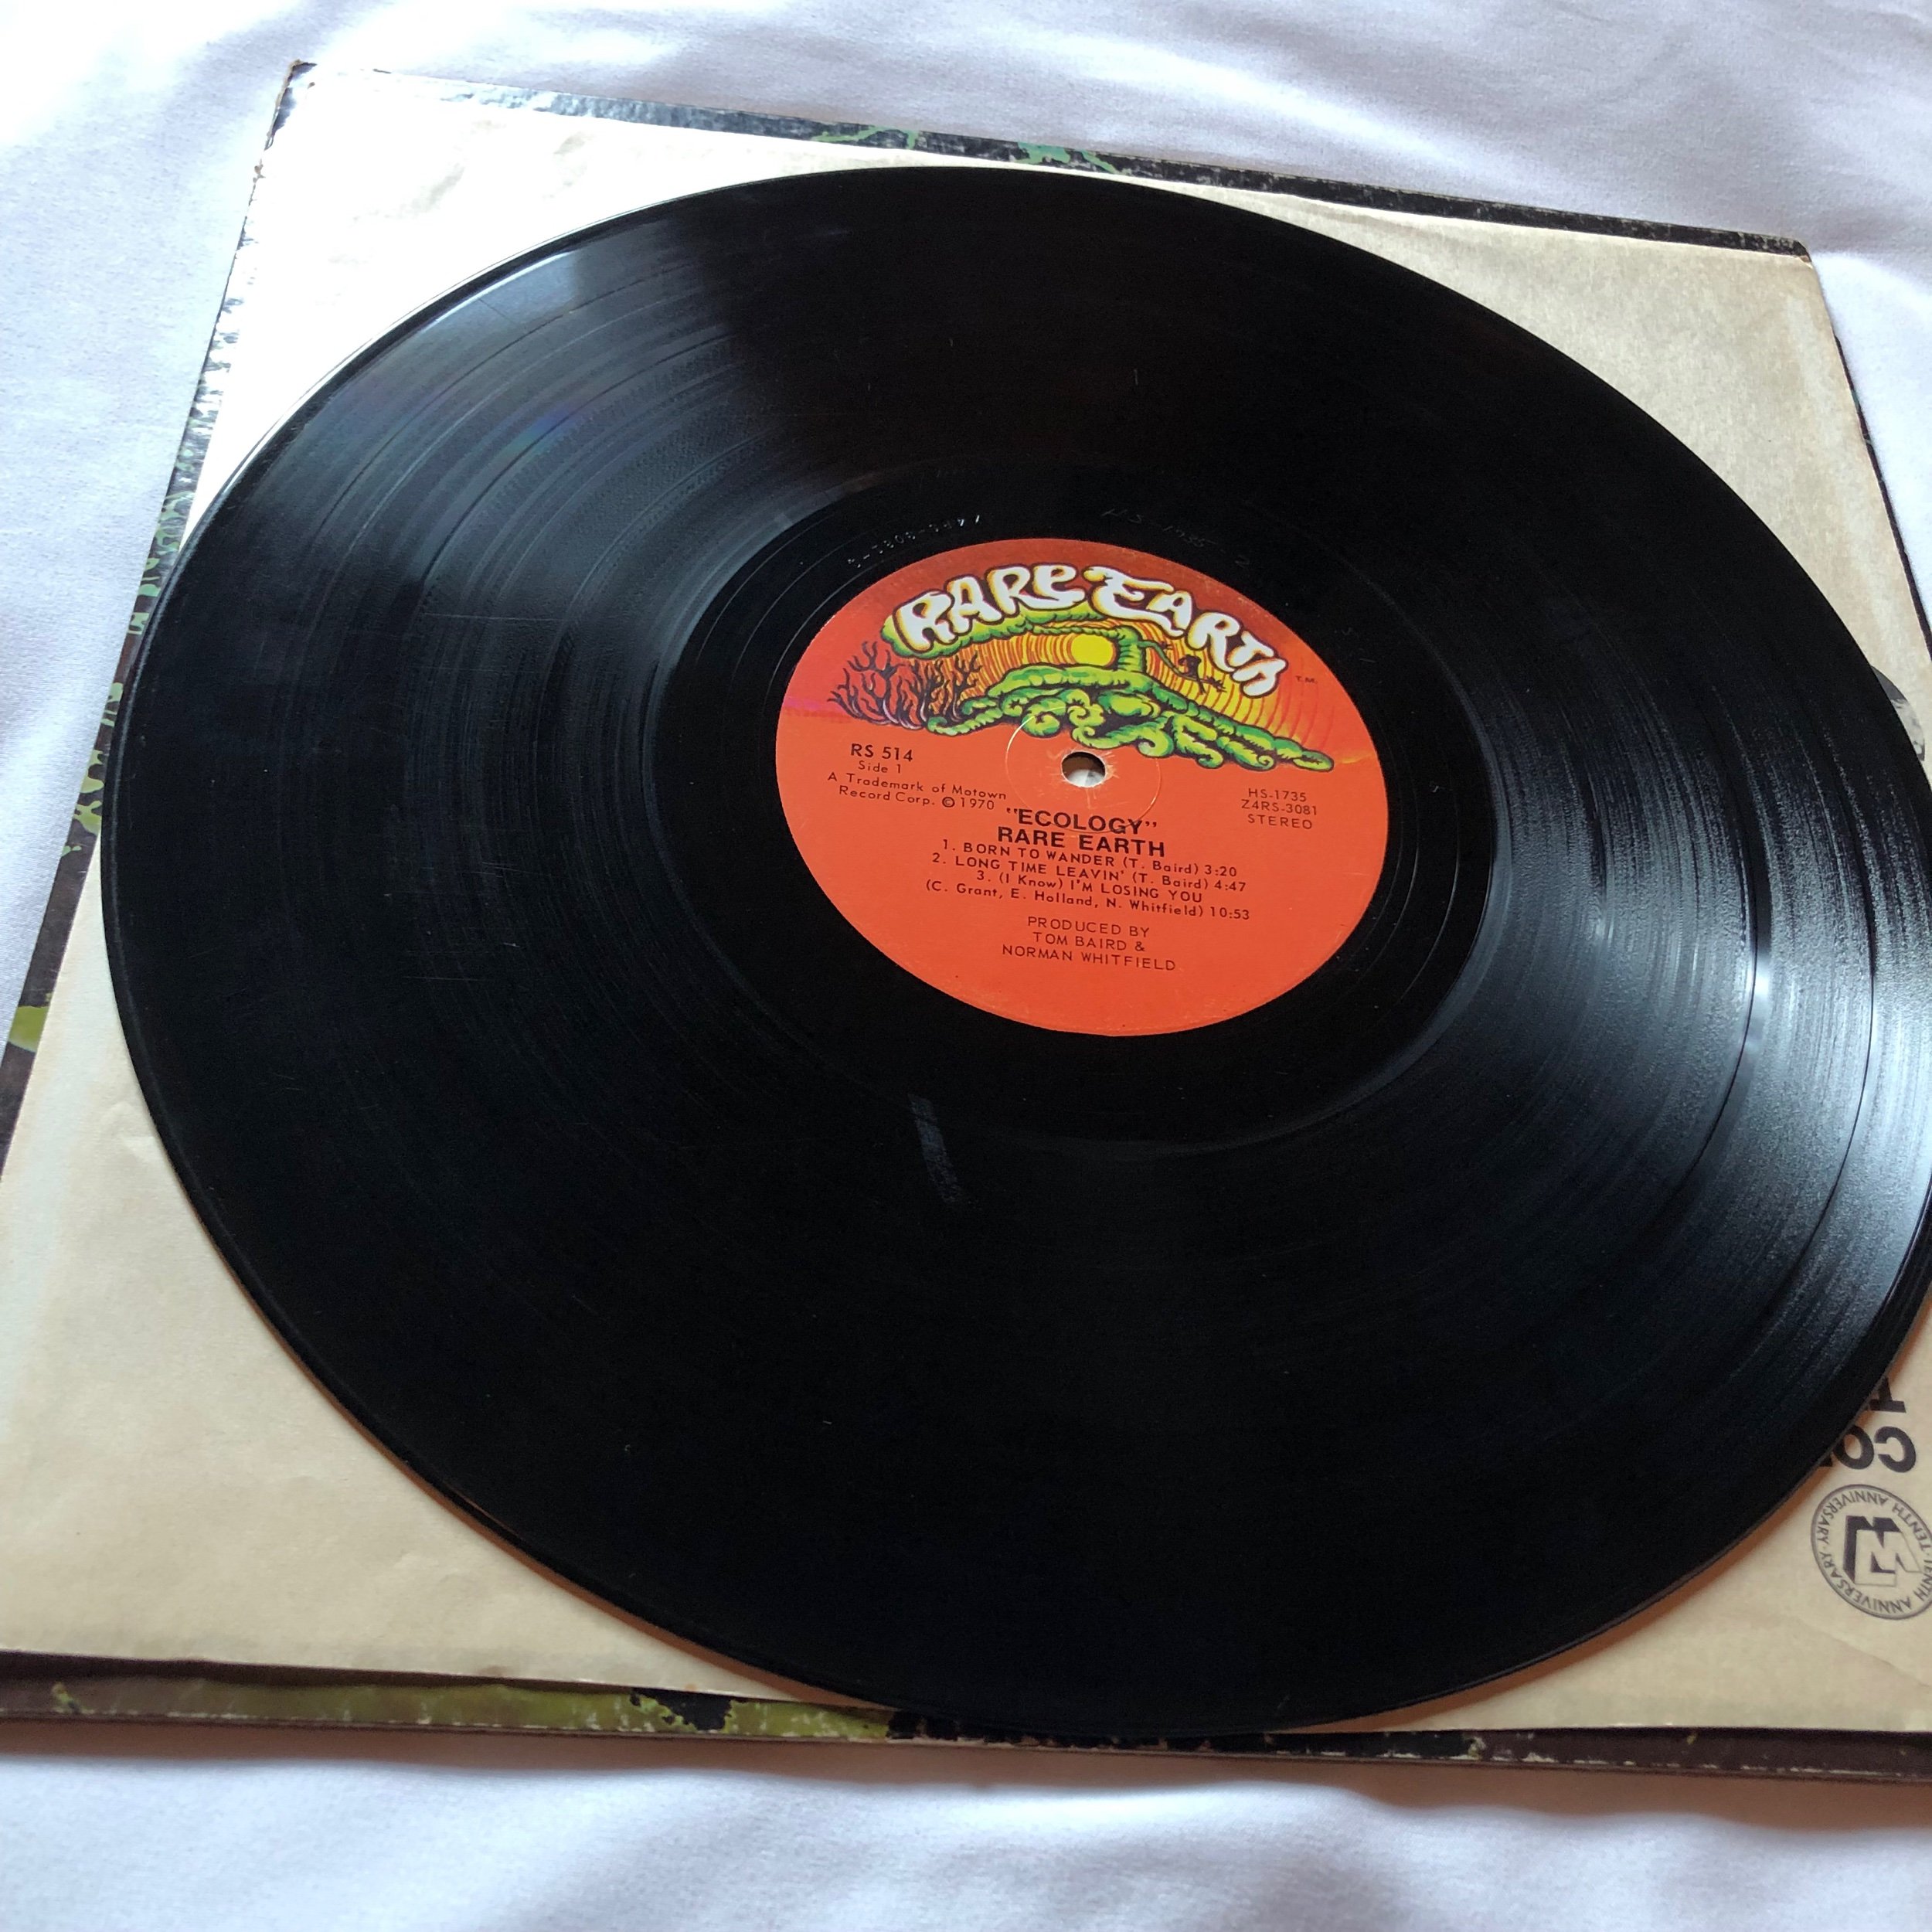 RARE EARTH
T.M.
RS 514
Side 1
A Trademark of Motown
Record Corp. © 1970
HS-1735
Z4RS-3081
STEREO
"ECOLOGY"
RARE EARTH
1. BORN TO WANDER (T. Baird) 3:20
2. LONG TIME LEAVIN' (T. Baird) 4:47
3. (I Know) I'M LOSING YOU
(C. Grant, E. Holland, N. Whitfield) 10:53
PRODUCED BY
TOM BAIRD &
NORMAN WHITFIELD
TENTH ANNIVERSARY · TENTH ANNIVERSARY
M